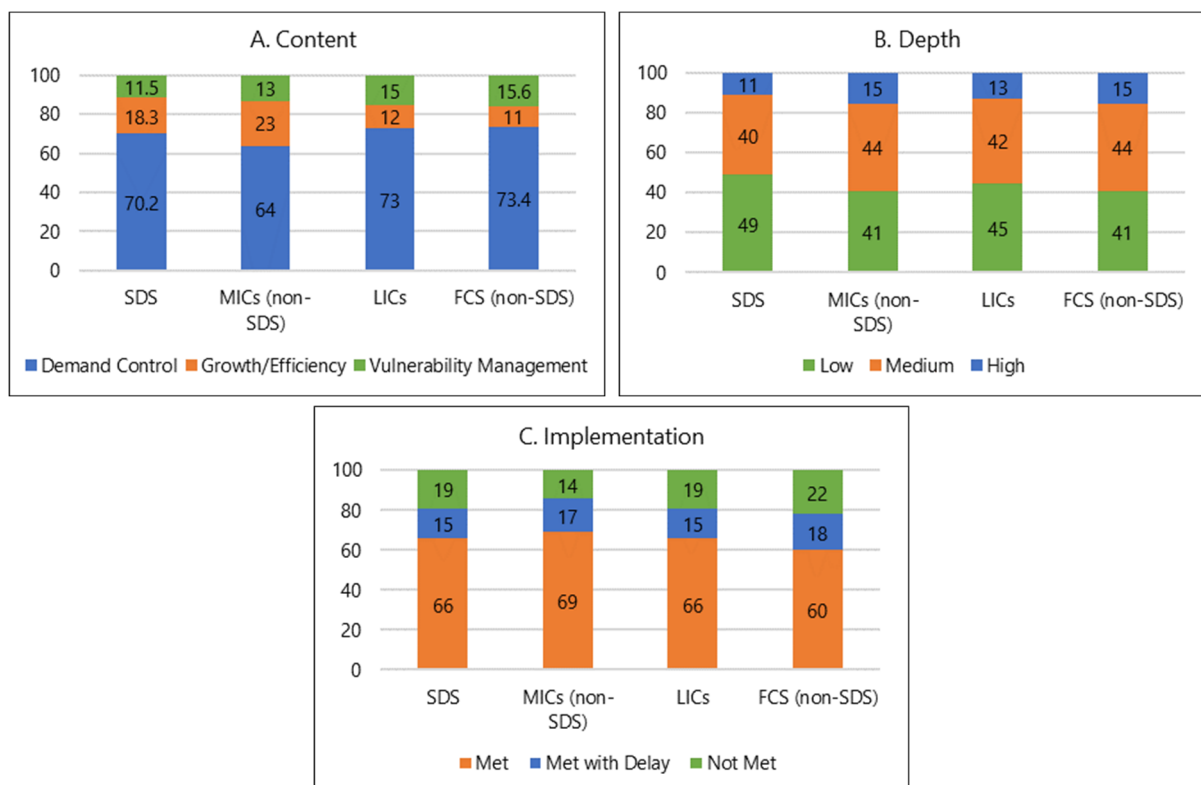 A. Content
100
80
60
40
20
0
11.5 13 15 15.6
18.3 23 12 11
70.2 64 73 73.4
SDS MICs (non-SDS) LICs FCS (non-SDS)
Demand Control Growth/Efficiency Vulnerability Management
B. Depth
100
80
60
40
20
0
11 15 13 15
40 44 42 44
49 41 45 41
SDS MICs (non-SDS) LICs FCS (non-SDS)
Low Medium High
C. Implementation
100
80
60
40
20
0
19 14 19 22
15 17 15 18
66 69 66 60
SDS MICs (non-SDS) LICs FCS (non-SDS)
Met Met with Delay Not Met